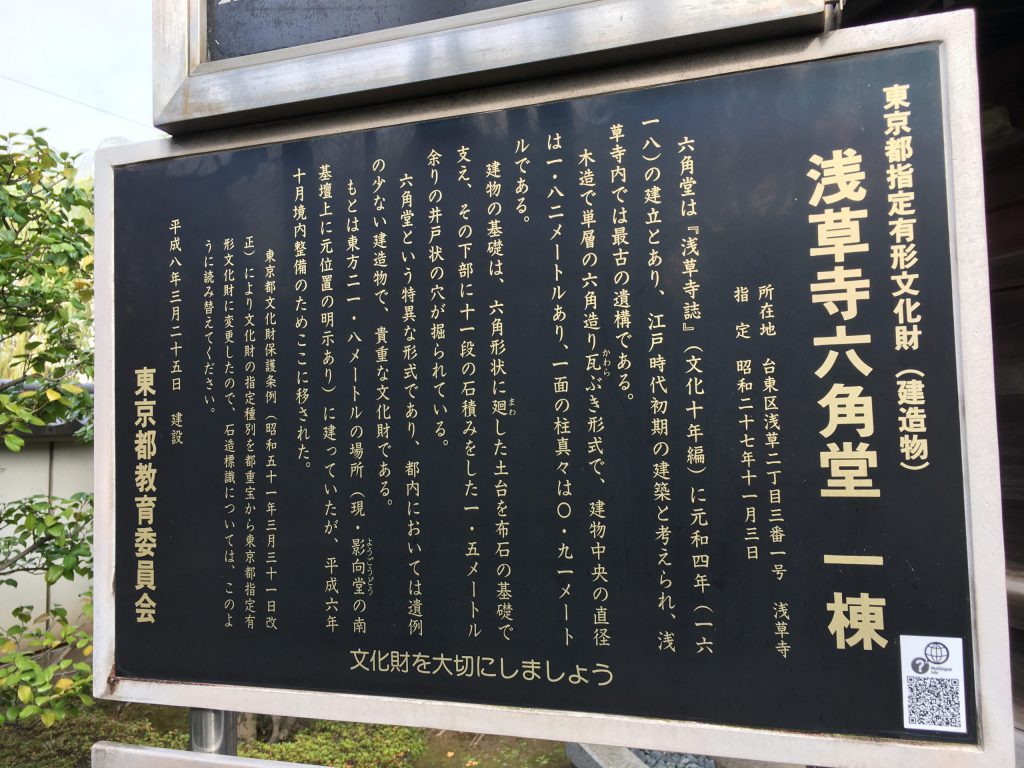 東京都指定有形文化財（建造物）
浅草寺六角堂　一棟
所在地　台東区浅草二丁目三番一号　浅草寺
指　定　昭和二十七年十一月三日
六角堂は『浅草寺誌』（文化十年編）に元和四年（一六
一八）の建立とあり、江戸時代初期の建築と考えられ、浅
草寺内では最古の遺構である。
木造で単層の六角造り瓦ぶき形式で、建物中央の直径
かわら
は一・八二メートルあり、一面の柱真々は〇・九一メート
ルである。
建物の基礎は、六角形状に廻した土台を布石の基礎で
まわ
支え、その下部に十一段の石積みをした一・五メートル
余りの井戸状の穴が掘られている。
六角堂という特異な形式であり、都内においては遺例
の少ない建造物で、貴重な文化財である。
もとは東方二一・八メートルの場所（現・影向堂の南
ようごうどう
基壇上に元位置の明示あり）に建っていたが、平成六年
十月境内整備のためここに移された。
東京都文化財保護条例（昭和五十一年三月三十一日改
正）により文化財の指定種別を都重宝から東京都指定有
形文化財に変更したので、石造標識については、このよ
うに読み替えてください。
平成八年三月二十五日　建設
東京都教育委員会
文化財を大切にしましょう
Multilingual
info